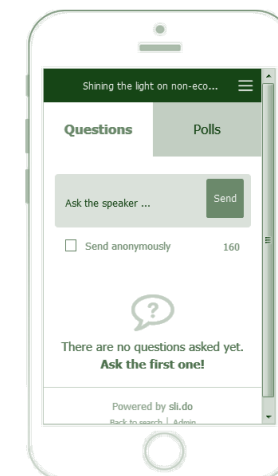 Shining the light on non-eco...
Questions
Polls
Ask the speaker ...
Send
Send anonymously
160
?
There are no questions asked yet.
Ask the first one!
Powered by sli.do
Back to search | Admin